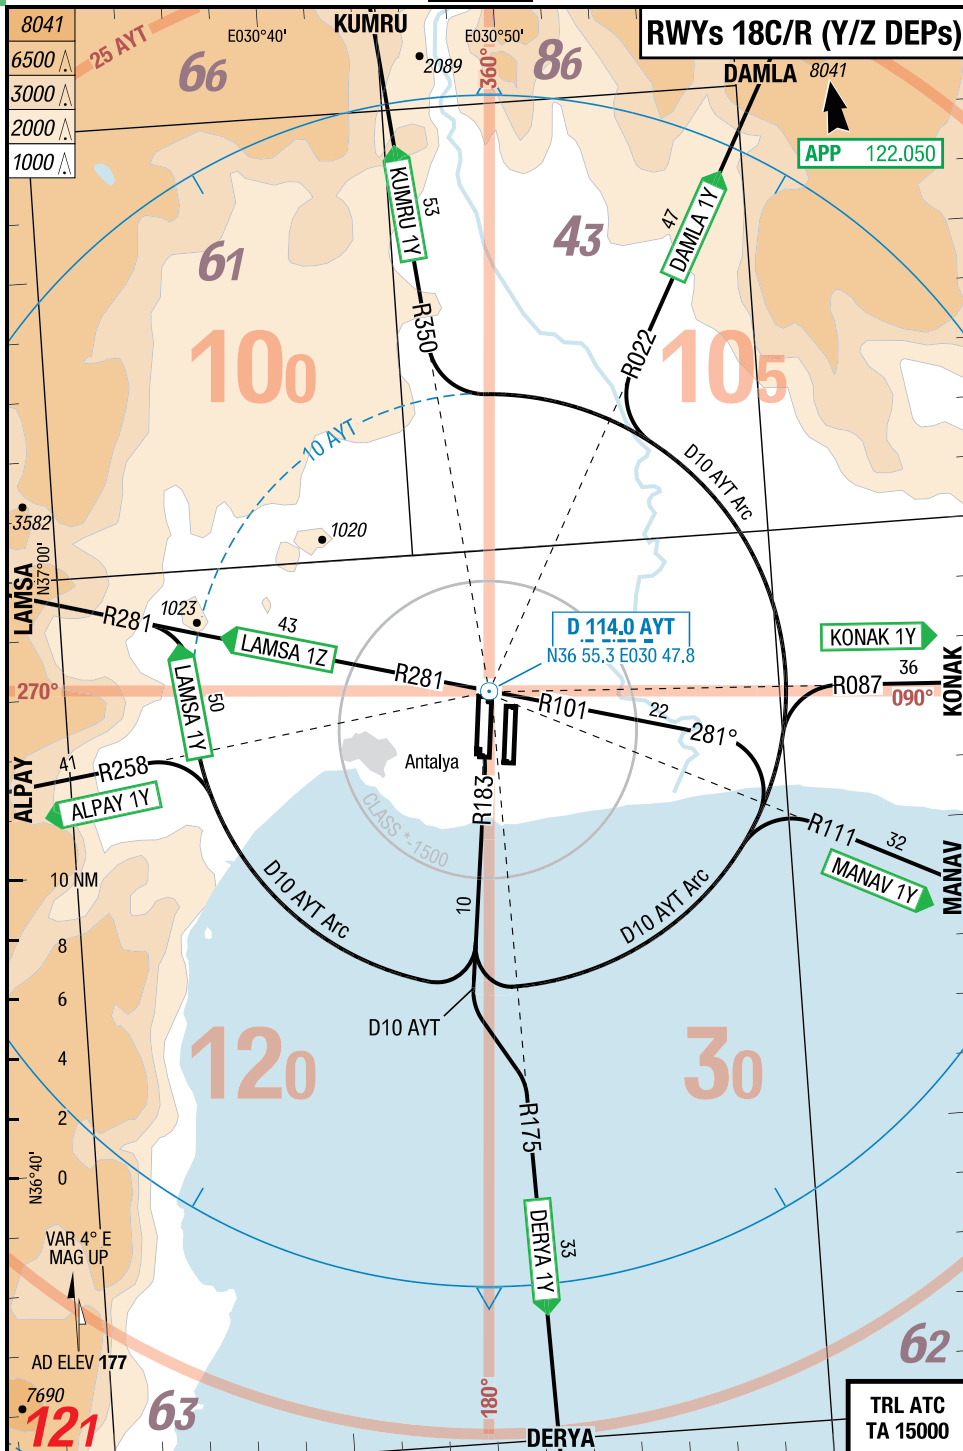 RWYs 18C/R (Y/Z DEPs)
8041
6500
3000
2000
1000
25 AYT
66
E030°40'
KUMRU
2089
E030°50'
360°
86
DAMLA
8041
APP 122.050
KUMRU 1Y
53
DAMLA 1Y
47
61
43
R350
R022
100
105
10 AYT
D10 AYT Arc
3582
1020
N37°00'
LAMSA
1023
R281
43
LAMSA 1Z
R281
D 114.0 AYT
N36 55.3 E030 47.8
KONAK 1Y
36
R087
KONAK
270°
090°
LAMSA 1Y
50
R101
22
281°
41
R258
ALPAY
ALPAY 1Y
Antalya
R183
CLASS *-1500
R111
32
MANAV 1Y
MANAV
10 NM
D10 AYT Arc
10
D10 AYT Arc
8
6
D10 AYT
4
120
30
2
R175
N36°40'
0
VAR 4° E
MAG UP
DERYA 1Y
33
AD ELEV 177
62
7690
121
63
180°
DERYA
TRL ATC
TA 15000